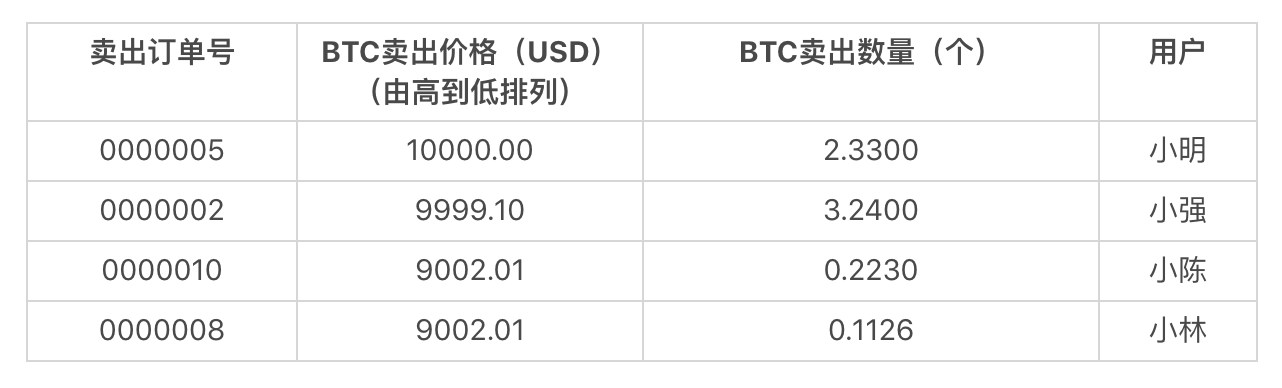 卖出订单号 BTC卖出价格（USD） BTC卖出数量（个） 用户
（由高到低排列）
0000005 10000.00 2.3300 小明
0000002 9999.10 3.2400 小强
0000010 9002.01 0.2230 小陈
0000008 9002.01 0.1126 小林